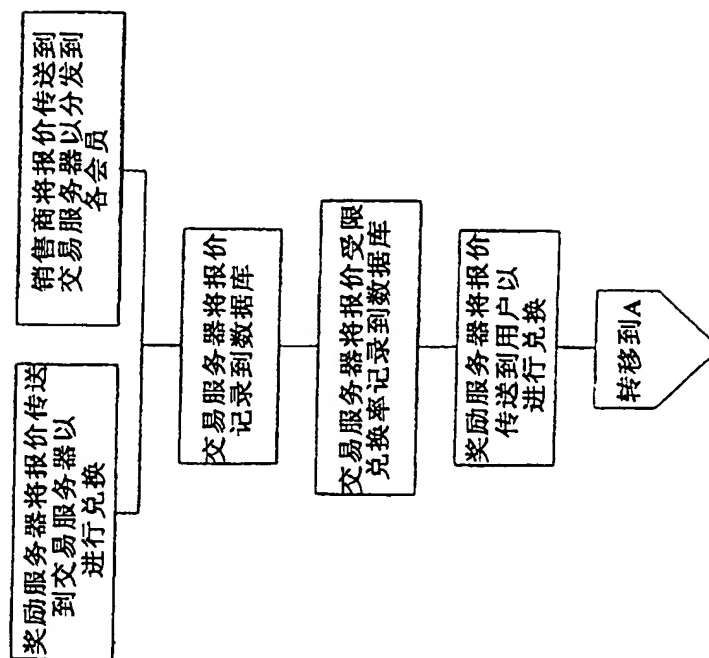 奖励服务器将报价传送
到交易服务器以
进行兑换
销售商将报价传送到
交易服务器以分发到
各会员
交易服务器将报价
记录到数据库
交易服务器将报价受限
兑换率记录到数据库
奖励服务器将报价
传送到用户以
进行兑换
转移到A